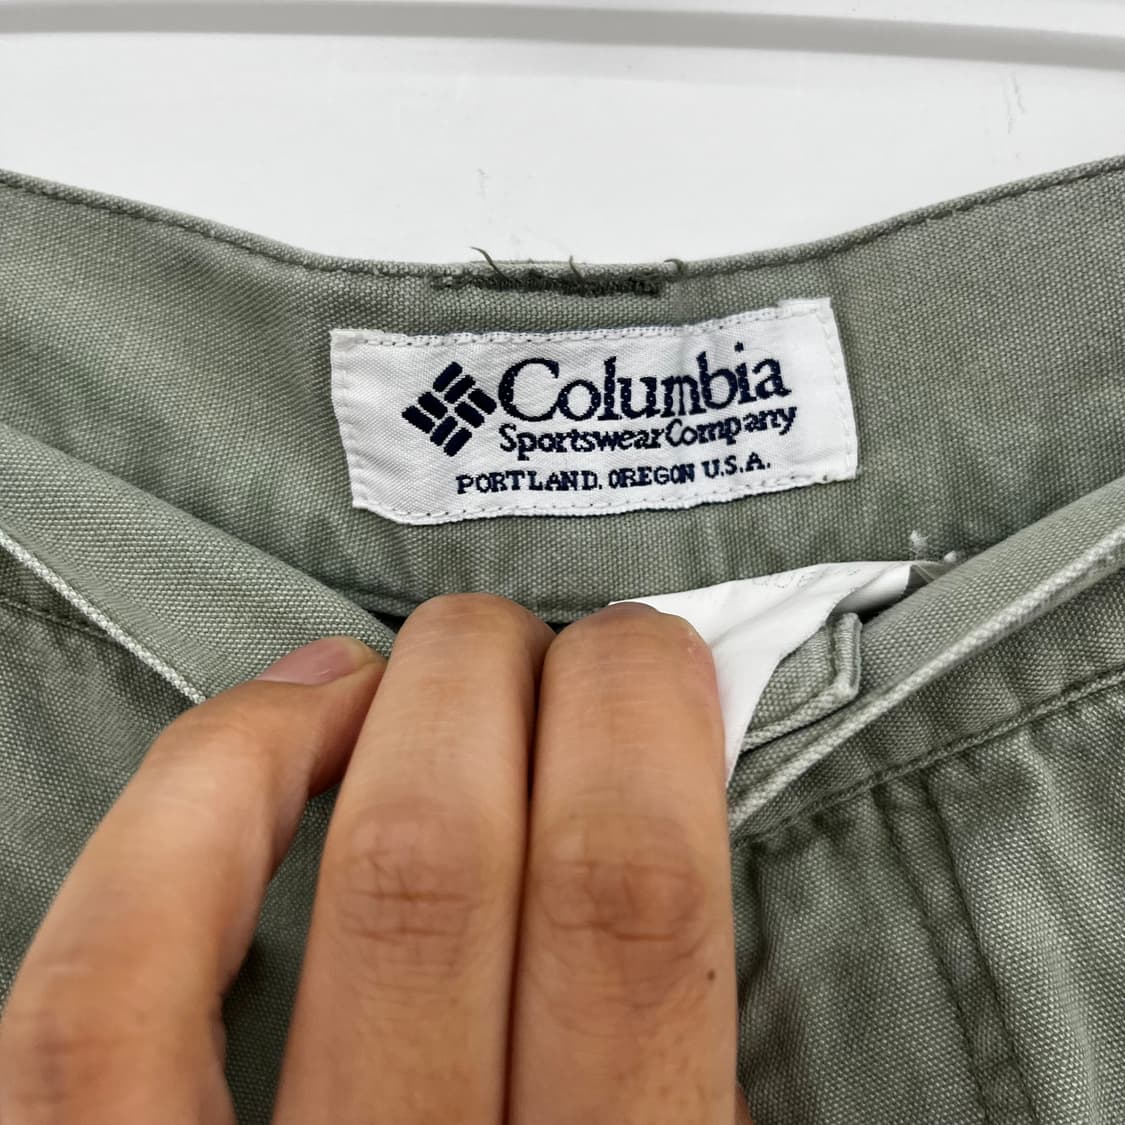 Columbia
Sportswear Company
PORTLAND, OREGON U.S.A.